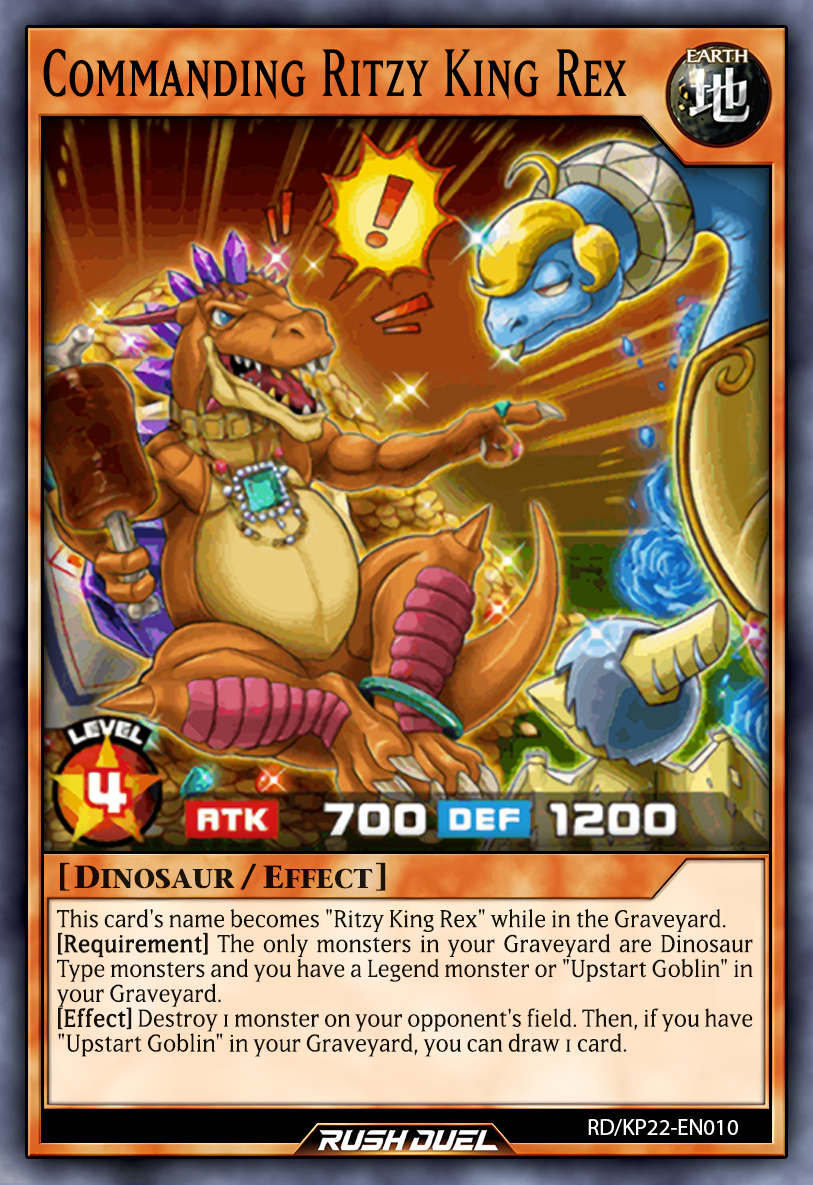 Commanding Ritzy King Rex
EARTH
地
!
LEVEL
4
ATK 700 DEF 1200
[Dinosaur / Effect]
This card's name becomes "Ritzy King Rex" while in the Graveyard.
[Requirement] The only monsters in your Graveyard are Dinosaur
Type monsters and you have a Legend monster or "Upstart Goblin" in
your Graveyard.
[Effect] Destroy 1 monster on your opponent's field. Then, if you have
"Upstart Goblin" in your Graveyard, you can draw 1 card.
RD/KP22-EN010
RUSH DUEL